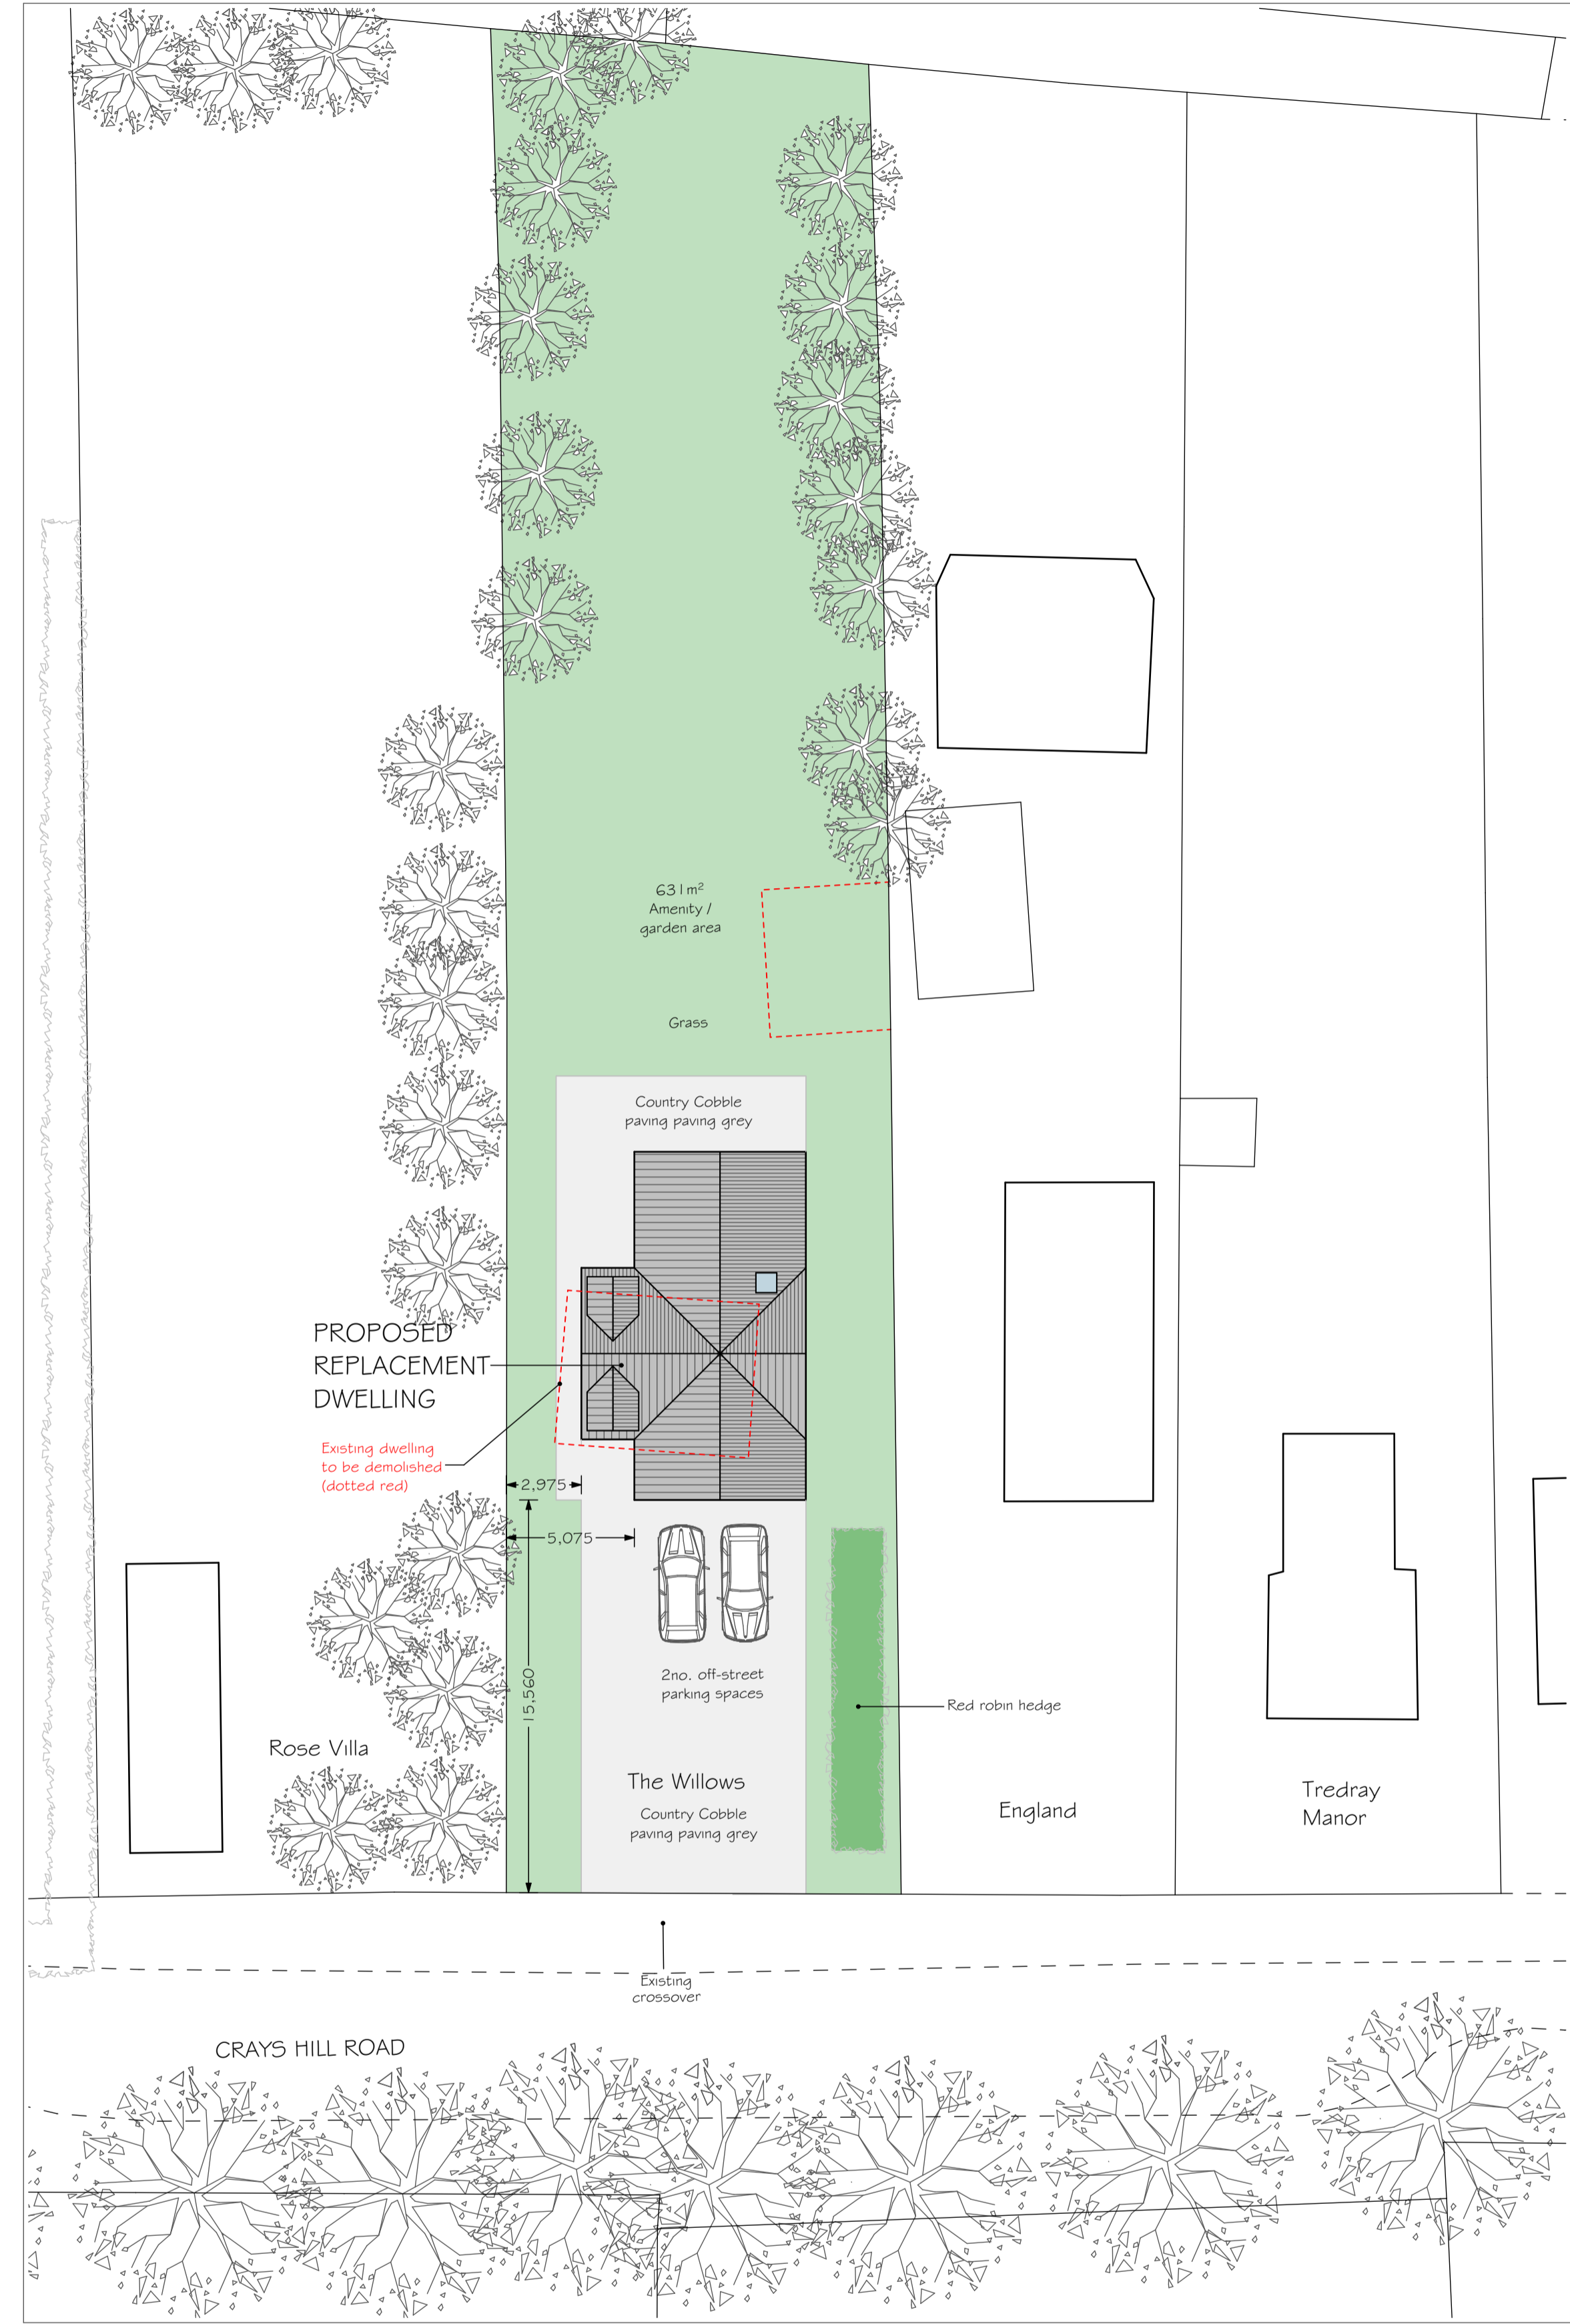 631m²
Amenity /
garden area
Grass
Country Cobble
paving paving grey
PROPOSED
REPLACEMENT
DWELLING
Existing dwelling
to be demolished
(dotted red)
2,975
5,075
15,560
2no. off-street
parking spaces
Red robin hedge
Rose Villa
The Willows
Country Cobble
paving paving grey
England
Tredray
Manor
Existing
crossover
CRAYS HILL ROAD